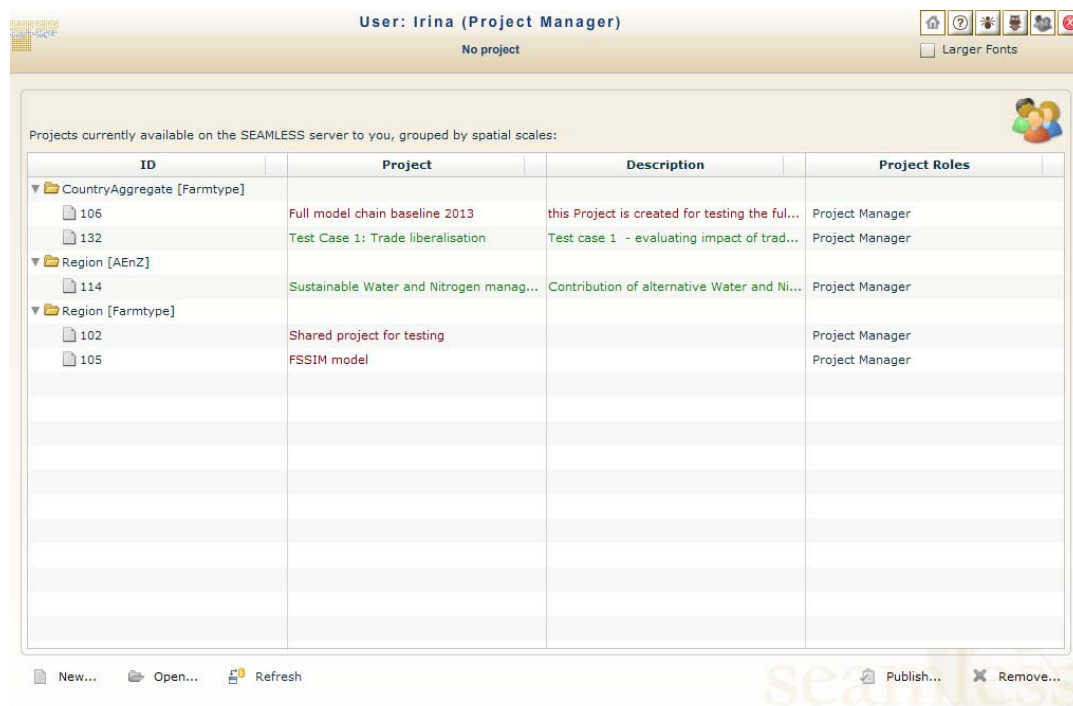 User: Irina (Project Manager)
No project
Larger Fonts
Projects currently available on the SEAMLESS server to you, grouped by spatial scales:
ID Project Description Project Roles
CountryAggregate [Farmtype]
106 Full model chain baseline 2013 this Project is created for testing the ful... Project Manager
132 Test Case 1: Trade liberalisation Test case 1 - evaluating impact of trad... Project Manager
Region [AEnZ]
114 Sustainable Water and Nitrogen manag... Contribution of alternative Water and Ni... Project Manager
Region [Farmtype]
102 Shared project for testing Project Manager
105 FSSIM model Project Manager
New... Open... Refresh Publish... Remove...
seamless